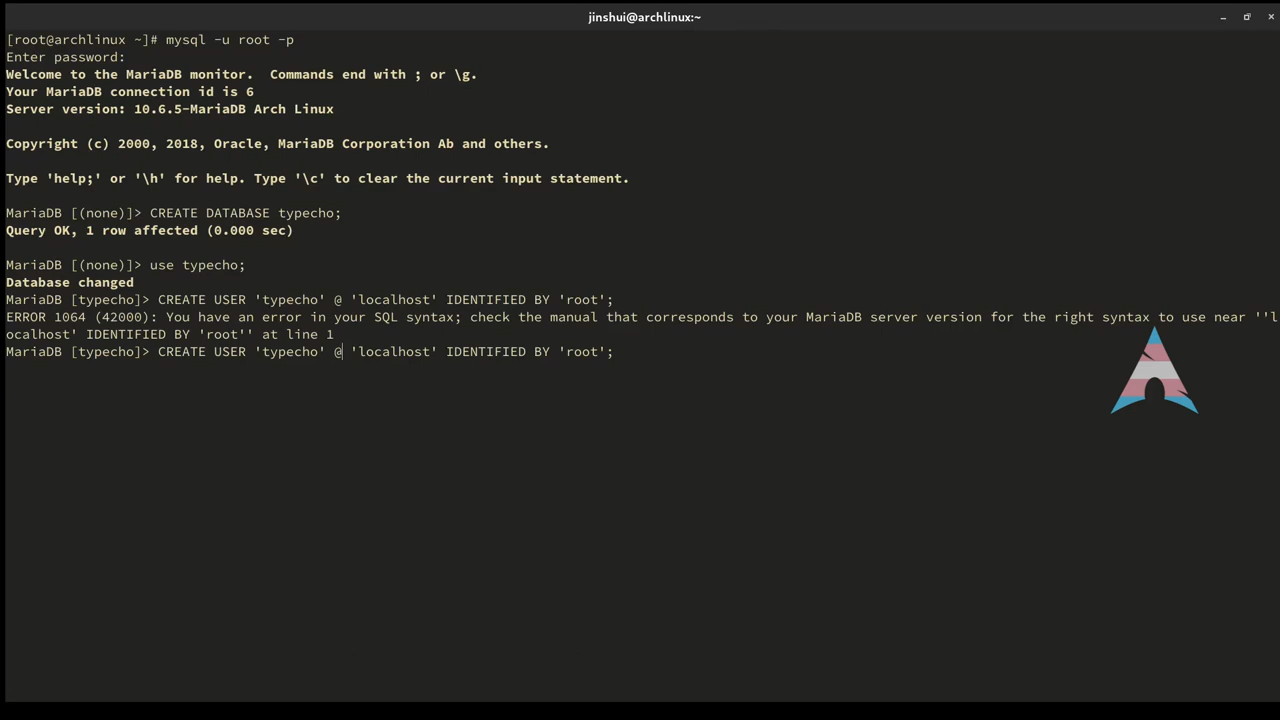 jinshui@archlinux:~
[root@archlinux ~]# mysql -u root -p
Enter password:
Welcome to the MariaDB monitor.  Commands end with ; or \g.
Your MariaDB connection id is 6
Server version: 10.6.5-MariaDB Arch Linux
Copyright (c) 2000, 2018, Oracle, MariaDB Corporation Ab and others.
Type 'help;' or '\h' for help. Type '\c' to clear the current input statement.
MariaDB [(none)]> CREATE DATABASE typecho;
Query OK, 1 row affected (0.000 sec)
MariaDB [(none)]> use typecho;
Database changed
MariaDB [typecho]> CREATE USER 'typecho' @ 'localhost' IDENTIFIED BY 'root';
ERROR 1064 (42000): You have an error in your SQL syntax; check the manual that corresponds to your MariaDB server version for the right syntax to use near ''l
ocalhost' IDENTIFIED BY 'root'' at line 1
MariaDB [typecho]> CREATE USER 'typecho' @ 'localhost' IDENTIFIED BY 'root';